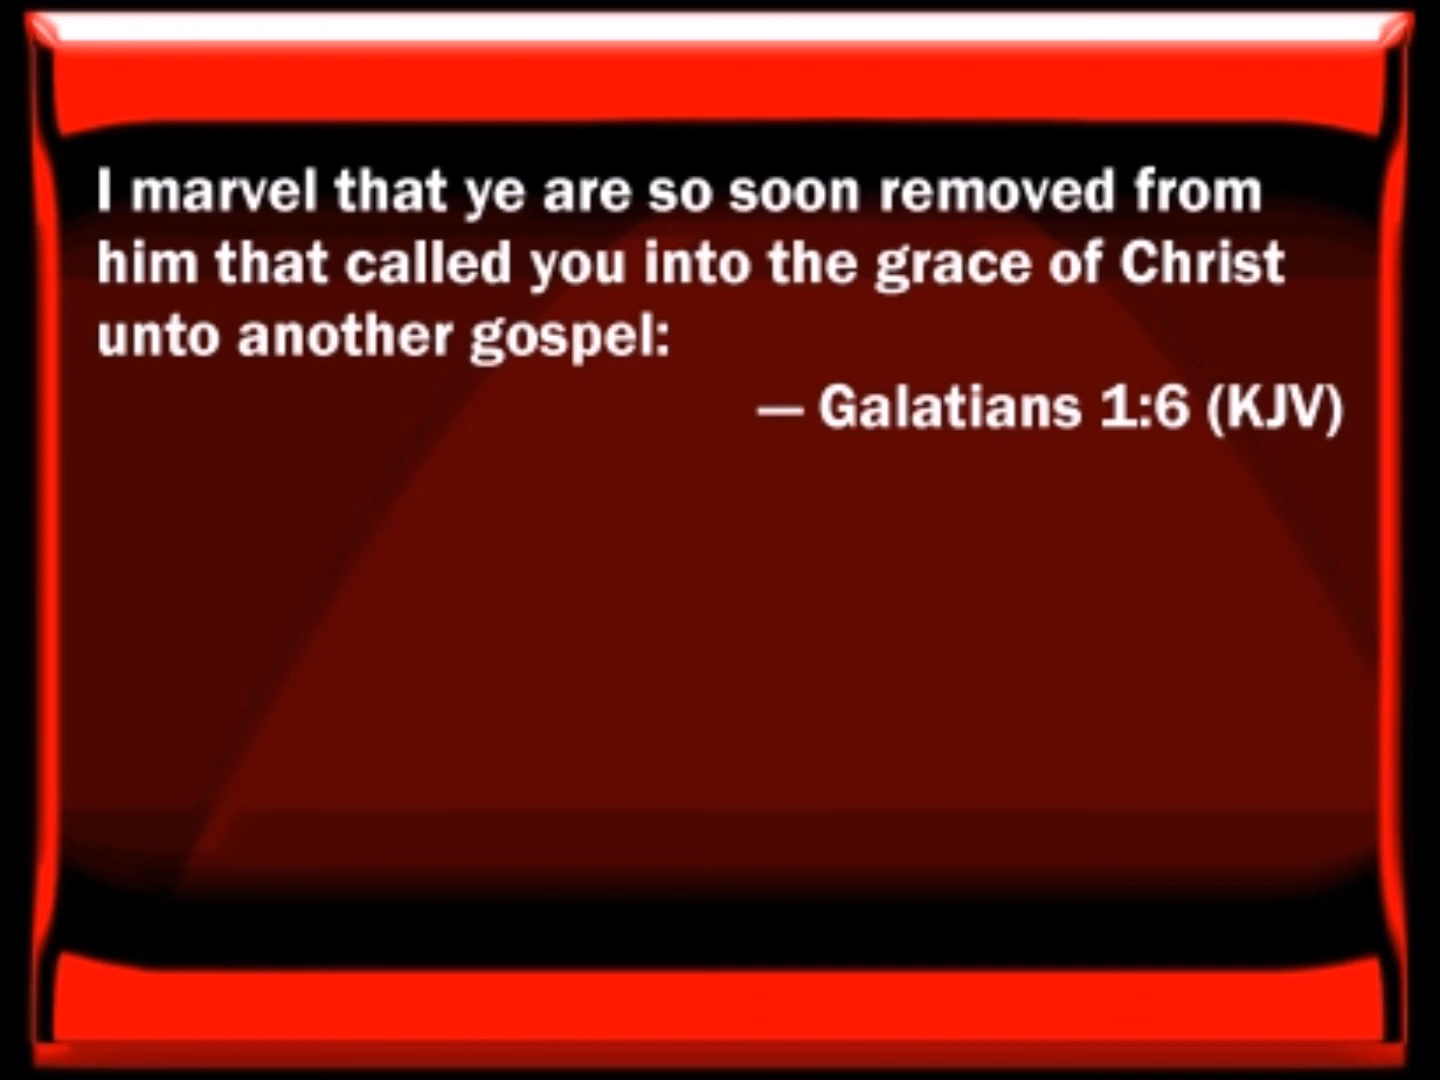 I marvel that ye are so soon removed from
him that called you into the grace of Christ
unto another gospel:
— Galatians 1:6 (KJV)